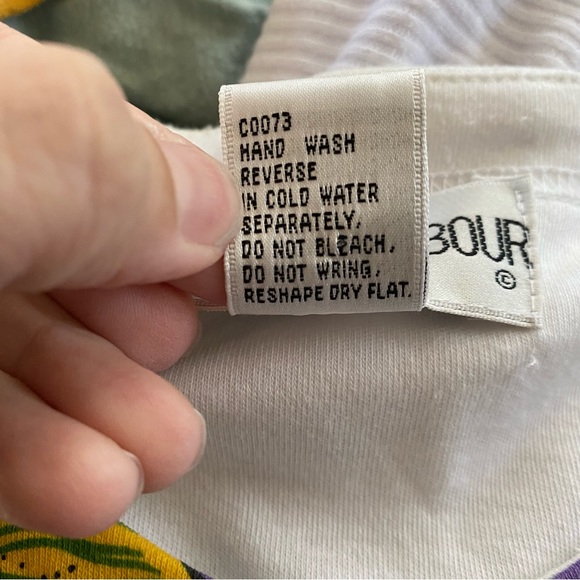 C0073
HAND WASH
REVERSE
IN COLD WATER
SEPARATELY,
DO NOT BLEACH,
DO NOT WRING,
RESHAPE DRY FLAT.
BOUR
©